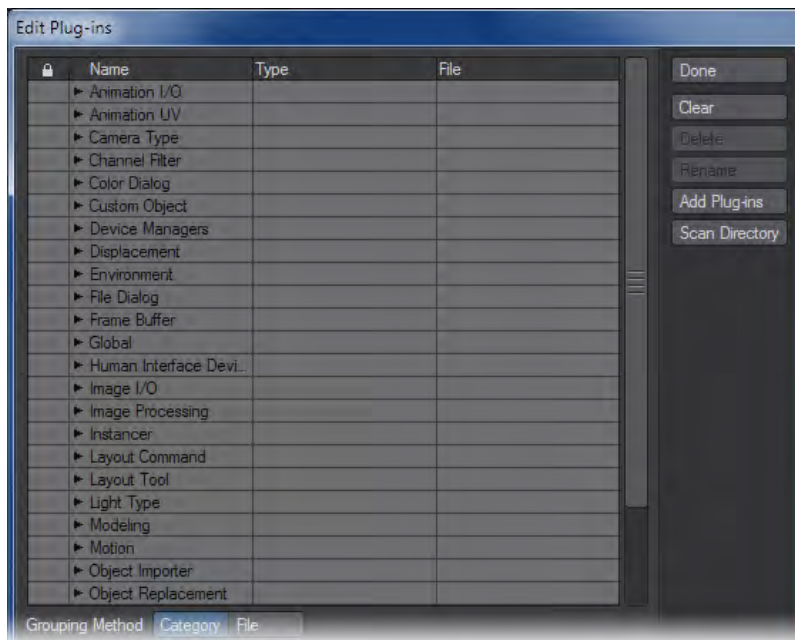 Edit Plug-ins
Name Type File
Animation I/O
Animation UV
Camera Type
Channel Filter
Color Dialog
Custom Object
Device Managers
Displacement
Environment
File Dialog
Frame Buffer
Global
Human Interface Devi...
Image I/O
Image Processing
Instancer
Layout Command
Layout Tool
Light Type
Modeling
Motion
Object Importer
Object Replacement
Grouping Method Category File
Done
Clear
Delete
Rename
Add Plug-ins
Scan Directory